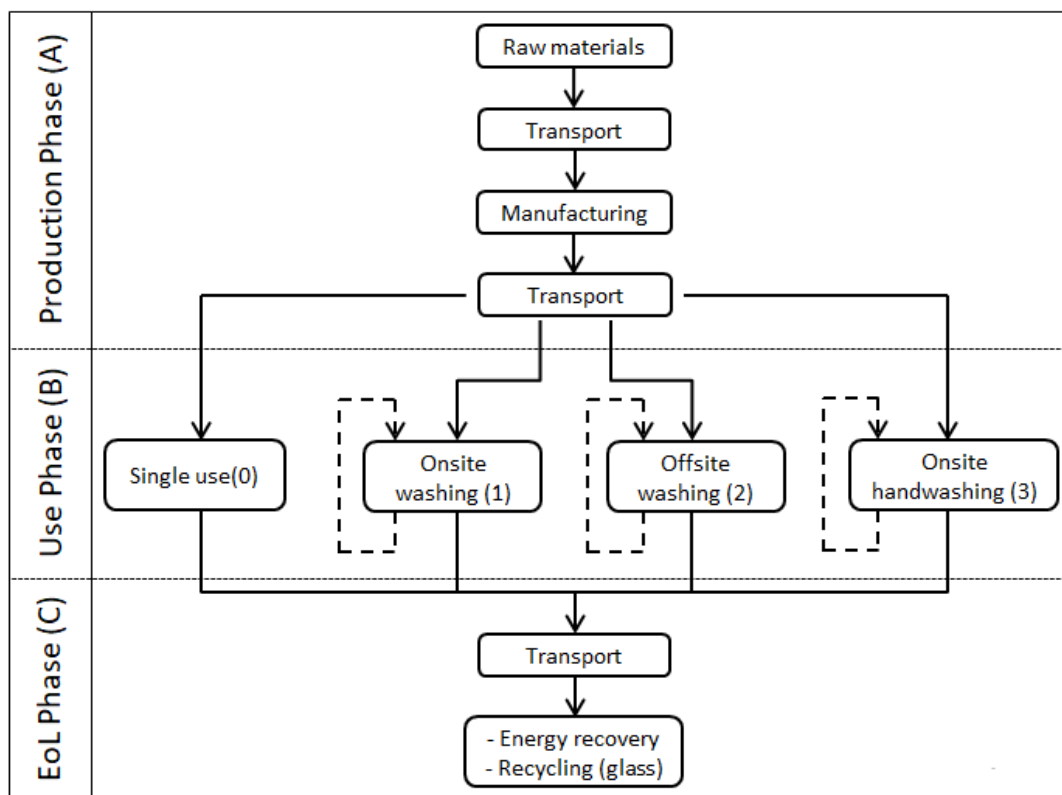 Production Phase (A)
Raw materials
Transport
Manufacturing
Transport
Use Phase (B)
Single use(0)
Onsite
washing (1)
Offsite
washing (2)
Onsite
handwashing (3)
EoL Phase (C)
Transport
- Energy recovery
- Recycling (glass)